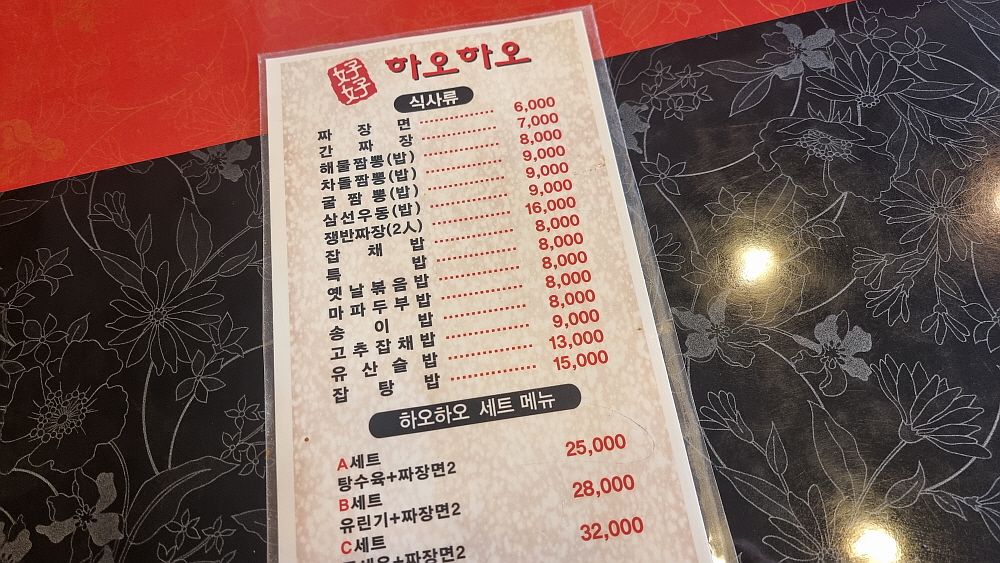 好好 하오하오
식사류
짜 장 면 6,000
간 짜 장 7,000
해물짬뽕(밥) 8,000
차돌짬뽕(밥) 9,000
굴 짬 뽕(밥) 9,000
삼선우동(밥) 9,000
쟁반짜장(2人) 16,000
잡 채 밥 8,000
특 밥 8,000
옛 날 볶 음 밥 8,000
마 파 두 부 밥 8,000
송 이 밥 8,000
고 추 잡 채 밥 9,000
유 산 슬 밥 13,000
잡 탕 밥 15,000
하오하오 세트 메뉴
A세트 25,000
탕수육+짜장면2
B세트 28,000
유린기+짜장면2
C세트 32,000
+짜장면2